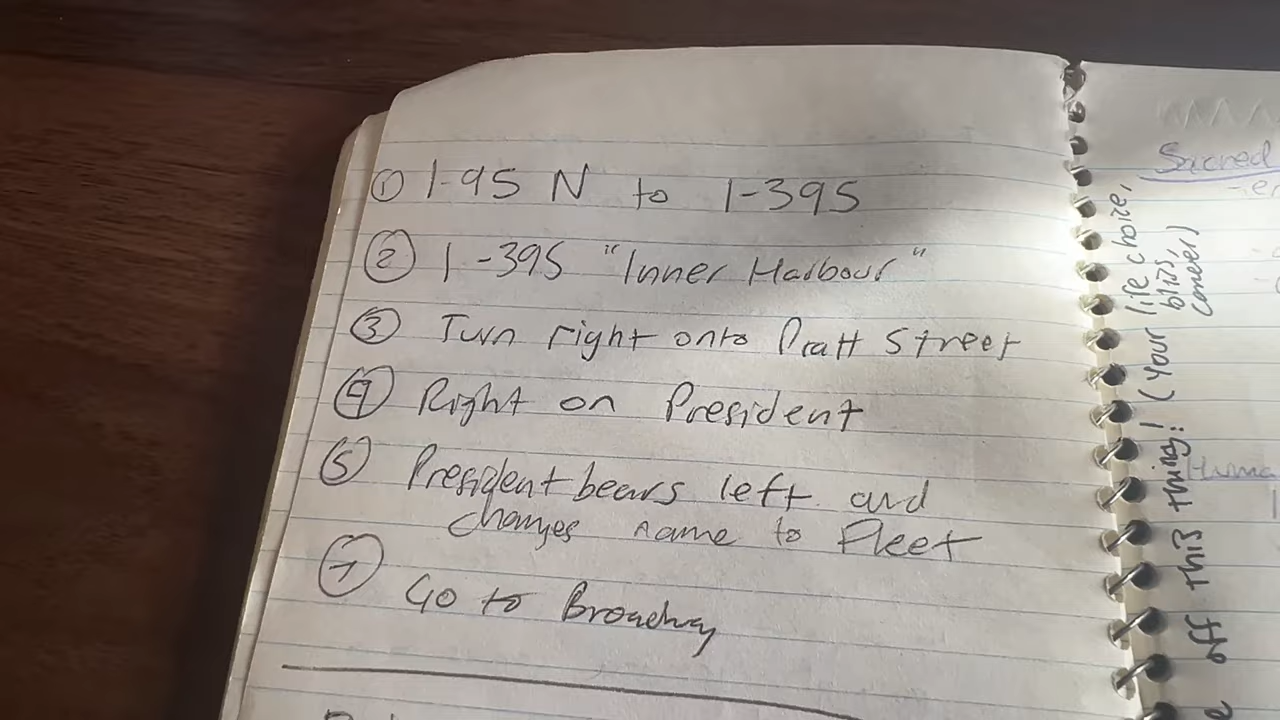 ① I-95 N to I-395
② I-395 "Inner Harbour"
③ Turn right onto Pratt Street
④ Right on President
⑤ President bears left and
changes name to Fleet
⑦ Go to Broadway
Sacred
off this thing! (your life choize,
bliss,
career)